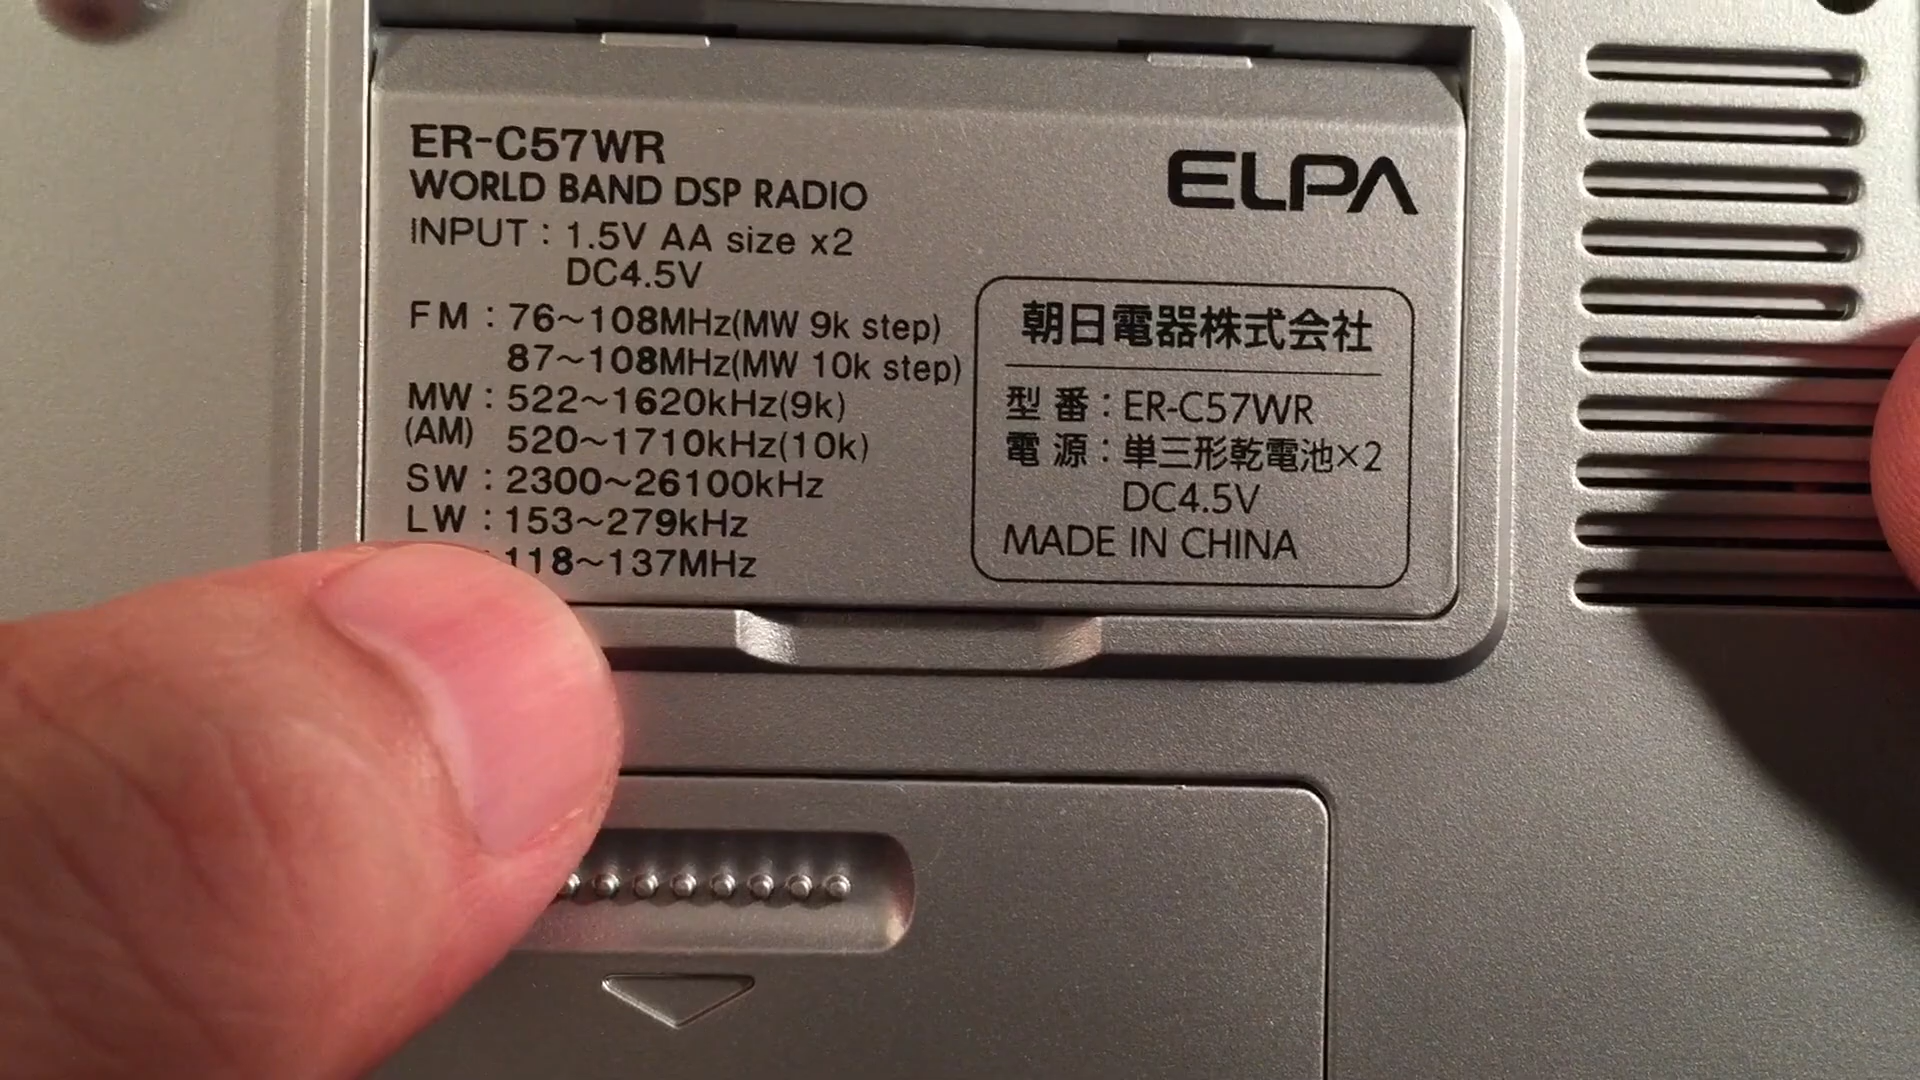 ER-C57WR
WORLD BAND DSP RADIO
INPUT : 1.5V AA size x2
DC4.5V
FM : 76~108MHz(MW 9k step)
87~108MHz(MW 10k step)
MW : 522~1620kHz(9k)
(AM) 520~1710kHz(10k)
SW : 2300~26100kHz
LW : 153~279kHz
118~137MHz
ELPA
朝日電器株式会社
型番 : ER-C57WR
電源 : 単三形乾電池×2
DC4.5V
MADE IN CHINA